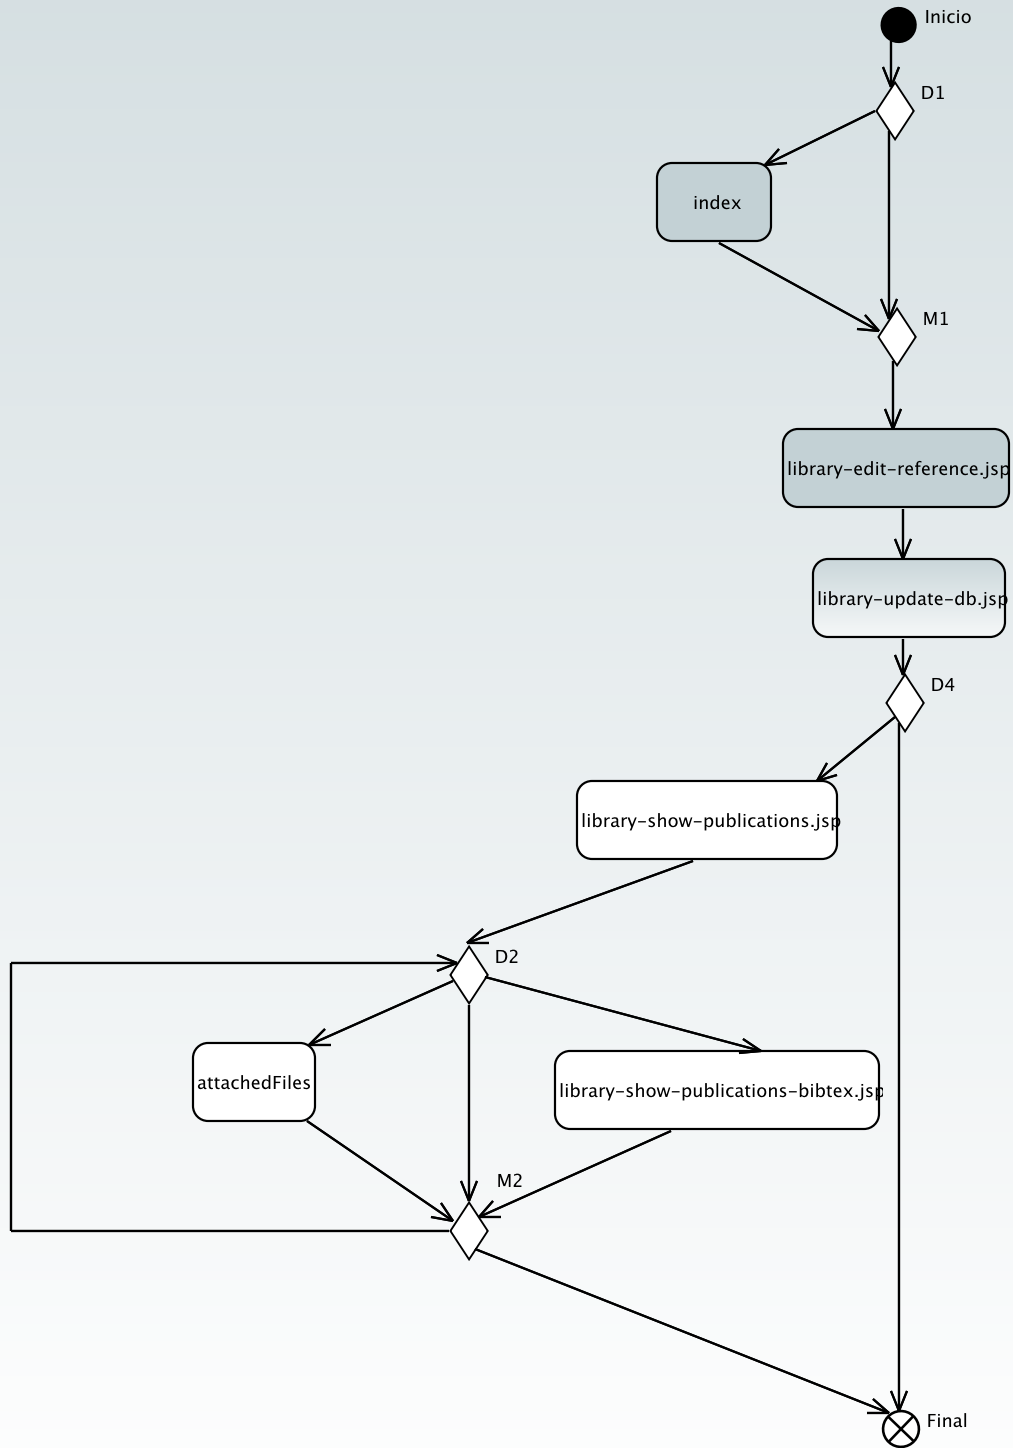 Inicio
D1
index
M1
library-edit-reference.jsp
library-update-db.jsp
D4
library-show-publications.jsp
D2
attachedFiles
library-show-publications-bibtex.jsp
M2
Final